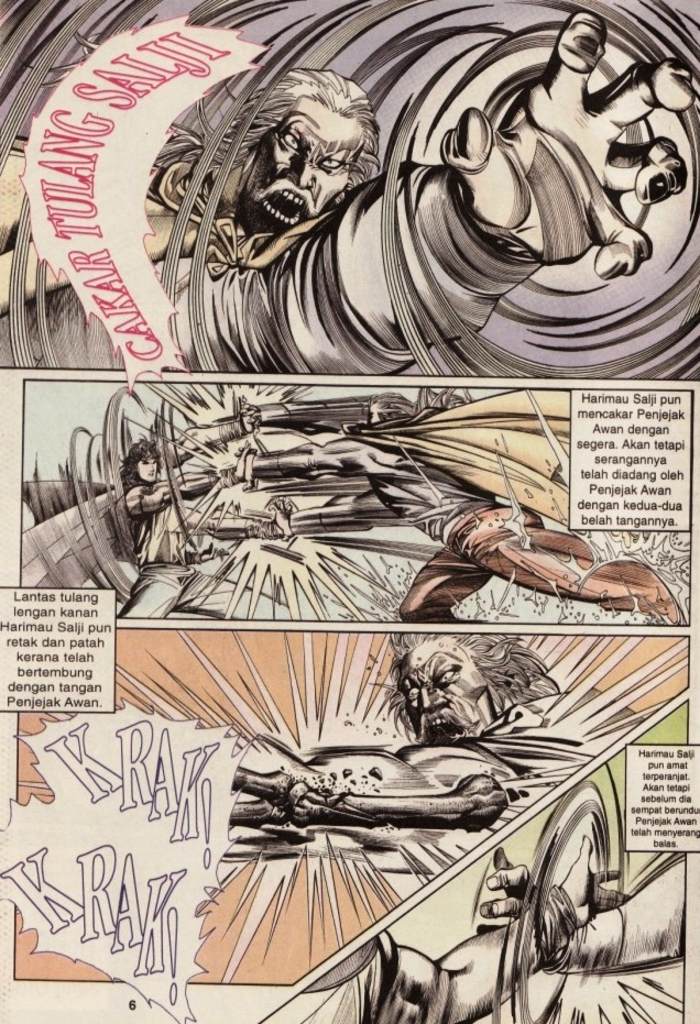 CAKAR TULANG SALJI
Harimau Salji pun
mencakar Penjejak
Awan dengan
segera. Akan tetapi
serangannya
telah dihalang oleh
Penjejak Awan
dengan kedua-dua
belah tangannya.
Lantas tulang
lengan kanan
Harimau Salji pun
retak dan patah
kerana telah
bertembung
dengan tangan
Penjejak Awan.
KRAK!
KRAK!
Harimau Salji
pun amat
terperanjat.
Akan tetapi
sebelum dia
sempat berundur
Penjejak Awan
telah menyerang
balas.
6